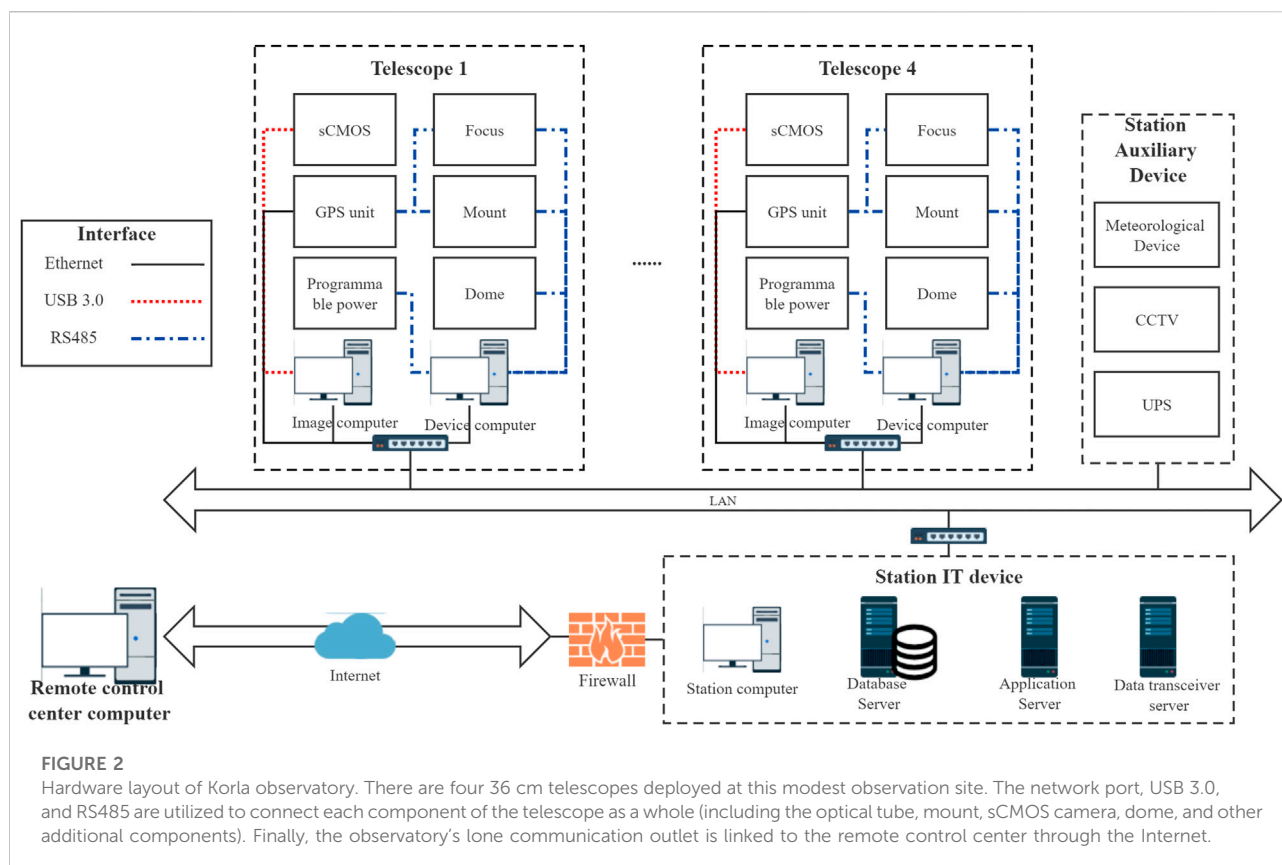 Telescope 1
sCMOS
Focus
GPS unit
Mount
Programma
ble power
Dome
Image computer
Device computer
......
Telescope 4
sCMOS
Focus
GPS unit
Mount
Programma
ble power
Dome
Image computer
Device computer
Station
Auxiliary
Device
Meteorological
Device
CCTV
UPS
Interface
Ethernet
USB 3.0
RS485
LAN
Remote control
center computer
Internet
Firewall
Station IT device
Station computer
Database
Server
Application
Server
Data transceiver
server
FIGURE 2
Hardware layout of Korla observatory. There are four 36 cm telescopes deployed at this modest observation site. The network port, USB 3.0,
and RS485 are utilized to connect each component of the telescope as a whole (including the optical tube, mount, sCMOS camera, dome, and other
additional components). Finally, the observatory's lone communication outlet is linked to the remote control center through the Internet.